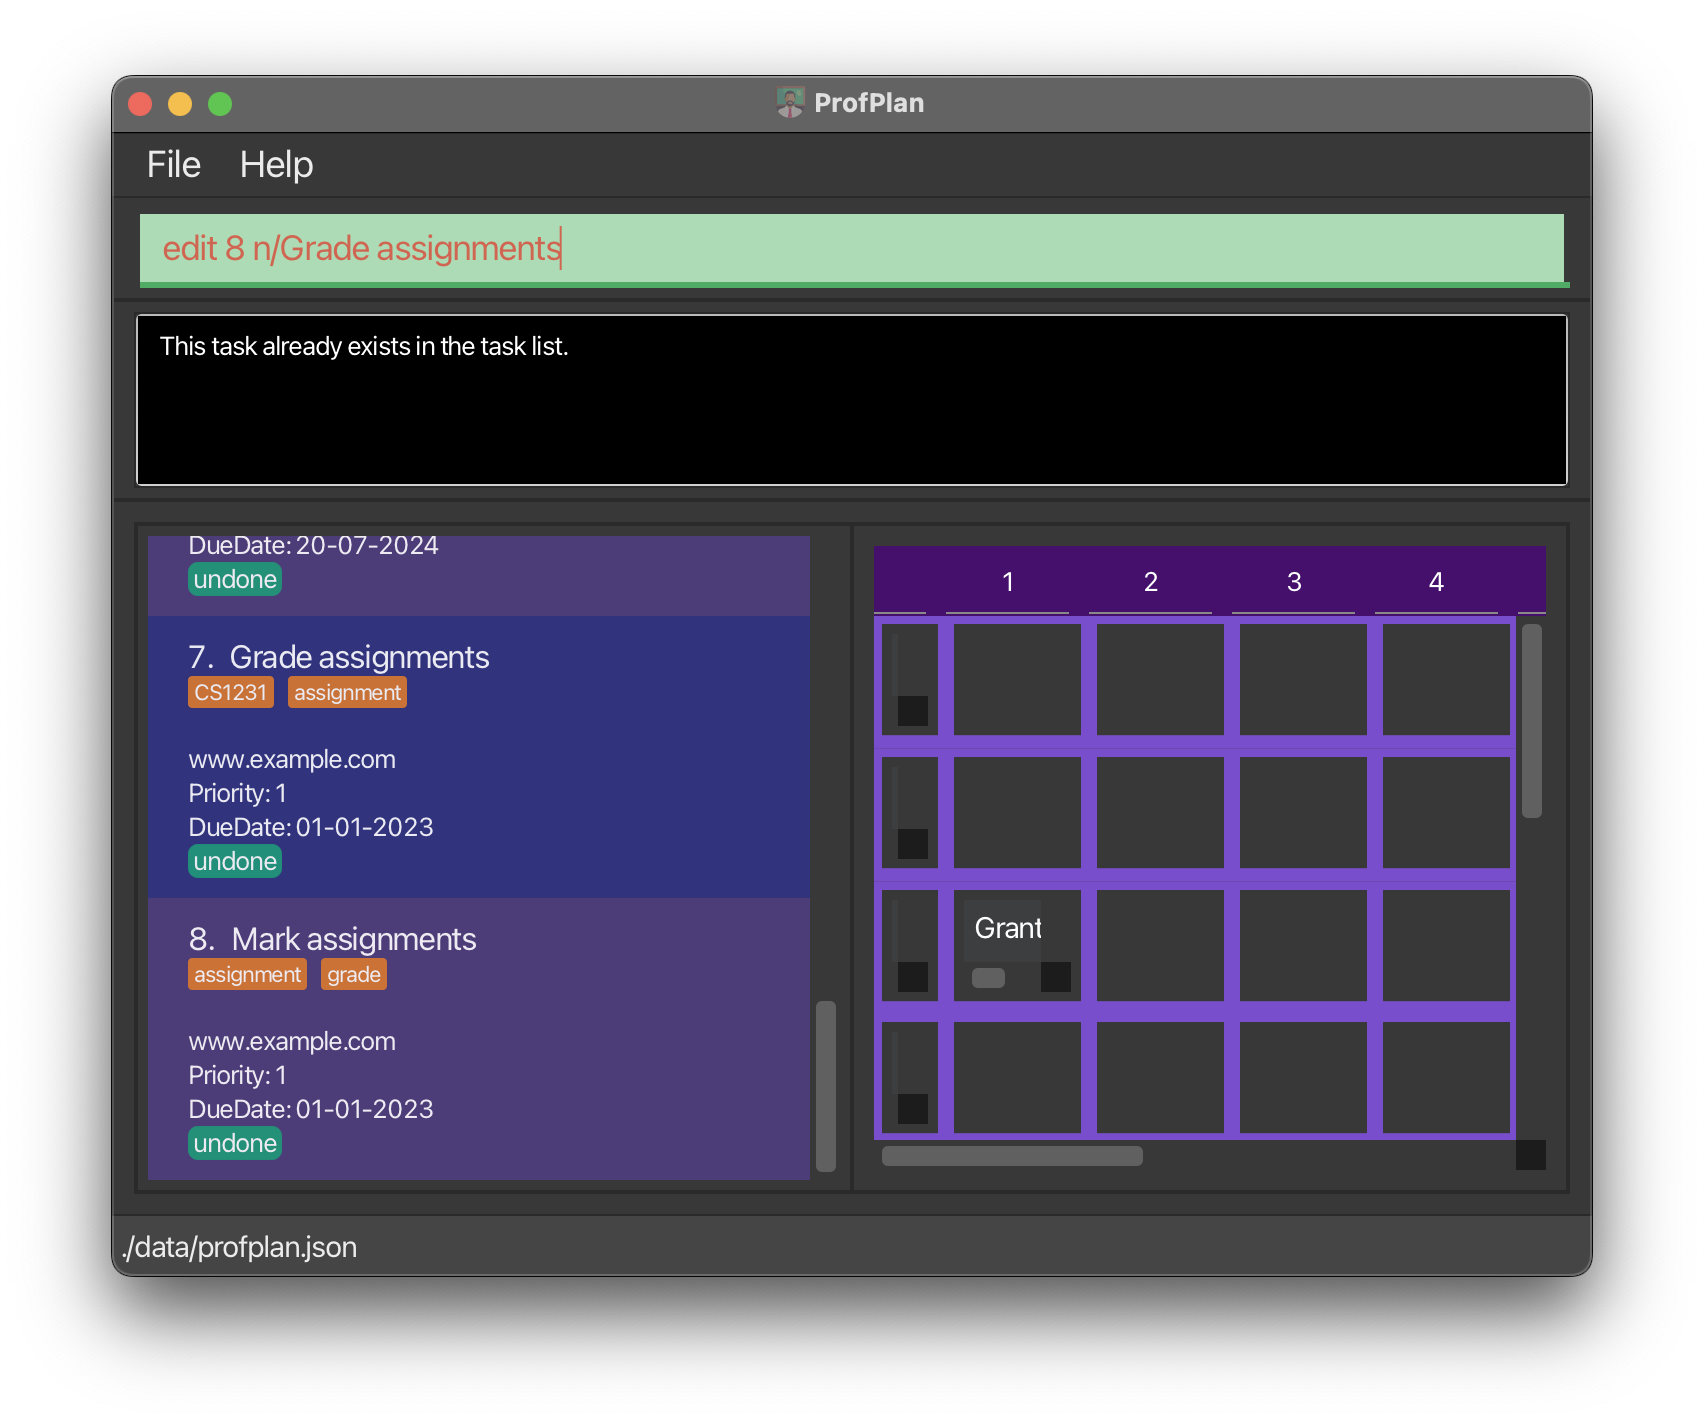 ProfPlan
File Help
edit 8 n/Grade assignments
This task already exists in the task list.
DueDate: 20-07-2024
undone
7. Grade assignments
CS1231 assignment
www.example.com
Priority: 1
DueDate: 01-01-2023
undone
8. Mark assignments
assignment grade
www.example.com
Priority: 1
DueDate: 01-01-2023
undone
1 2 3 4
Grant
./data/profplan.json